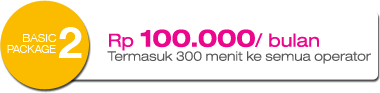 BASIC
PACKAGE 2
Rp 100.000/ bulan
Termasuk 300 menit ke semua operator